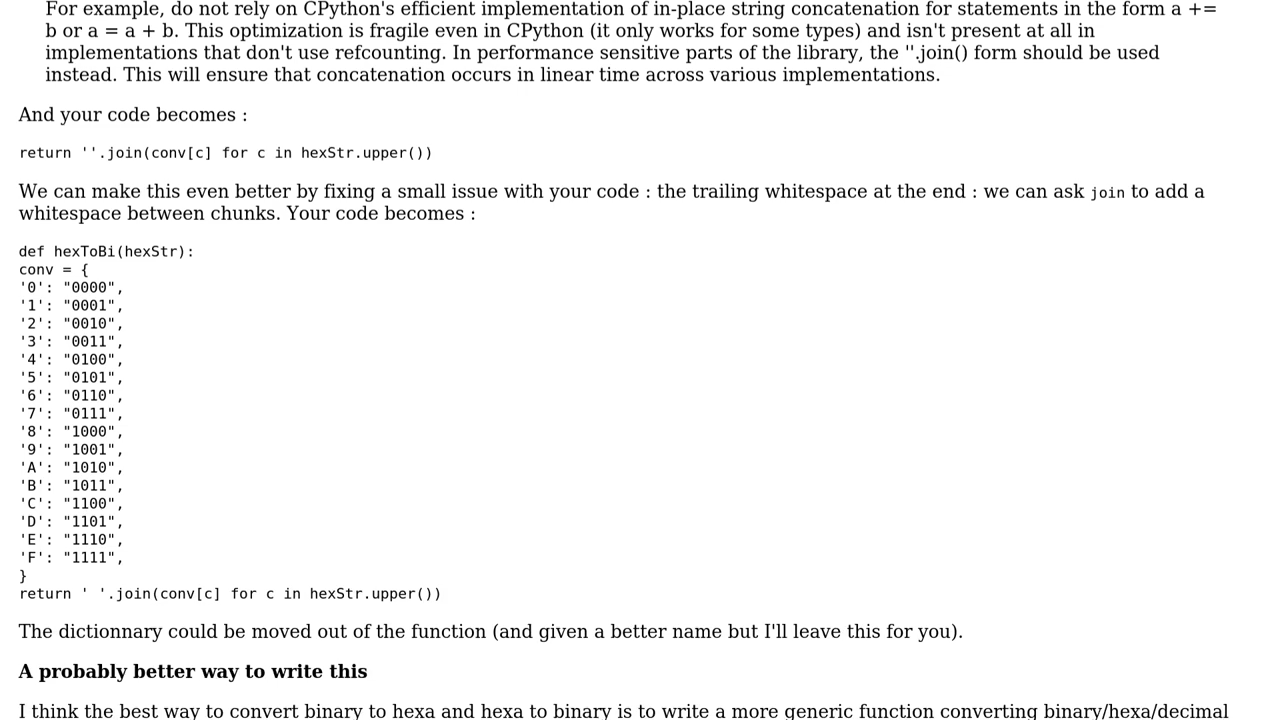 For example, do not rely on CPython's efficient implementation of in-place string concatenation for statements in the form a +=
b or a = a + b. This optimization is fragile even in CPython (it only works for some types) and isn't present at all in
implementations that don't use refcounting. In performance sensitive parts of the library, the ''.join() form should be used
instead. This will ensure that concatenation occurs in linear time across various implementations.
And your code becomes :
return ''.join(conv[c] for c in hexStr.upper())
We can make this even better by fixing a small issue with your code : the trailing whitespace at the end : we can ask join to add a
whitespace between chunks. Your code becomes :
def hexToBi(hexStr):
conv = {
'0': "0000",
'1': "0001",
'2': "0010",
'3': "0011",
'4': "0100",
'5': "0101",
'6': "0110",
'7': "0111",
'8': "1000",
'9': "1001",
'A': "1010",
'B': "1011",
'C': "1100",
'D': "1101",
'E': "1110",
'F': "1111",
}
return ' '.join(conv[c] for c in hexStr.upper())
The dictionnary could be moved out of the function (and given a better name but I'll leave this for you).
A probably better way to write this
I think the best way to convert binary to hexa and hexa to binary is to write a more generic function converting binary/hexa/decimal